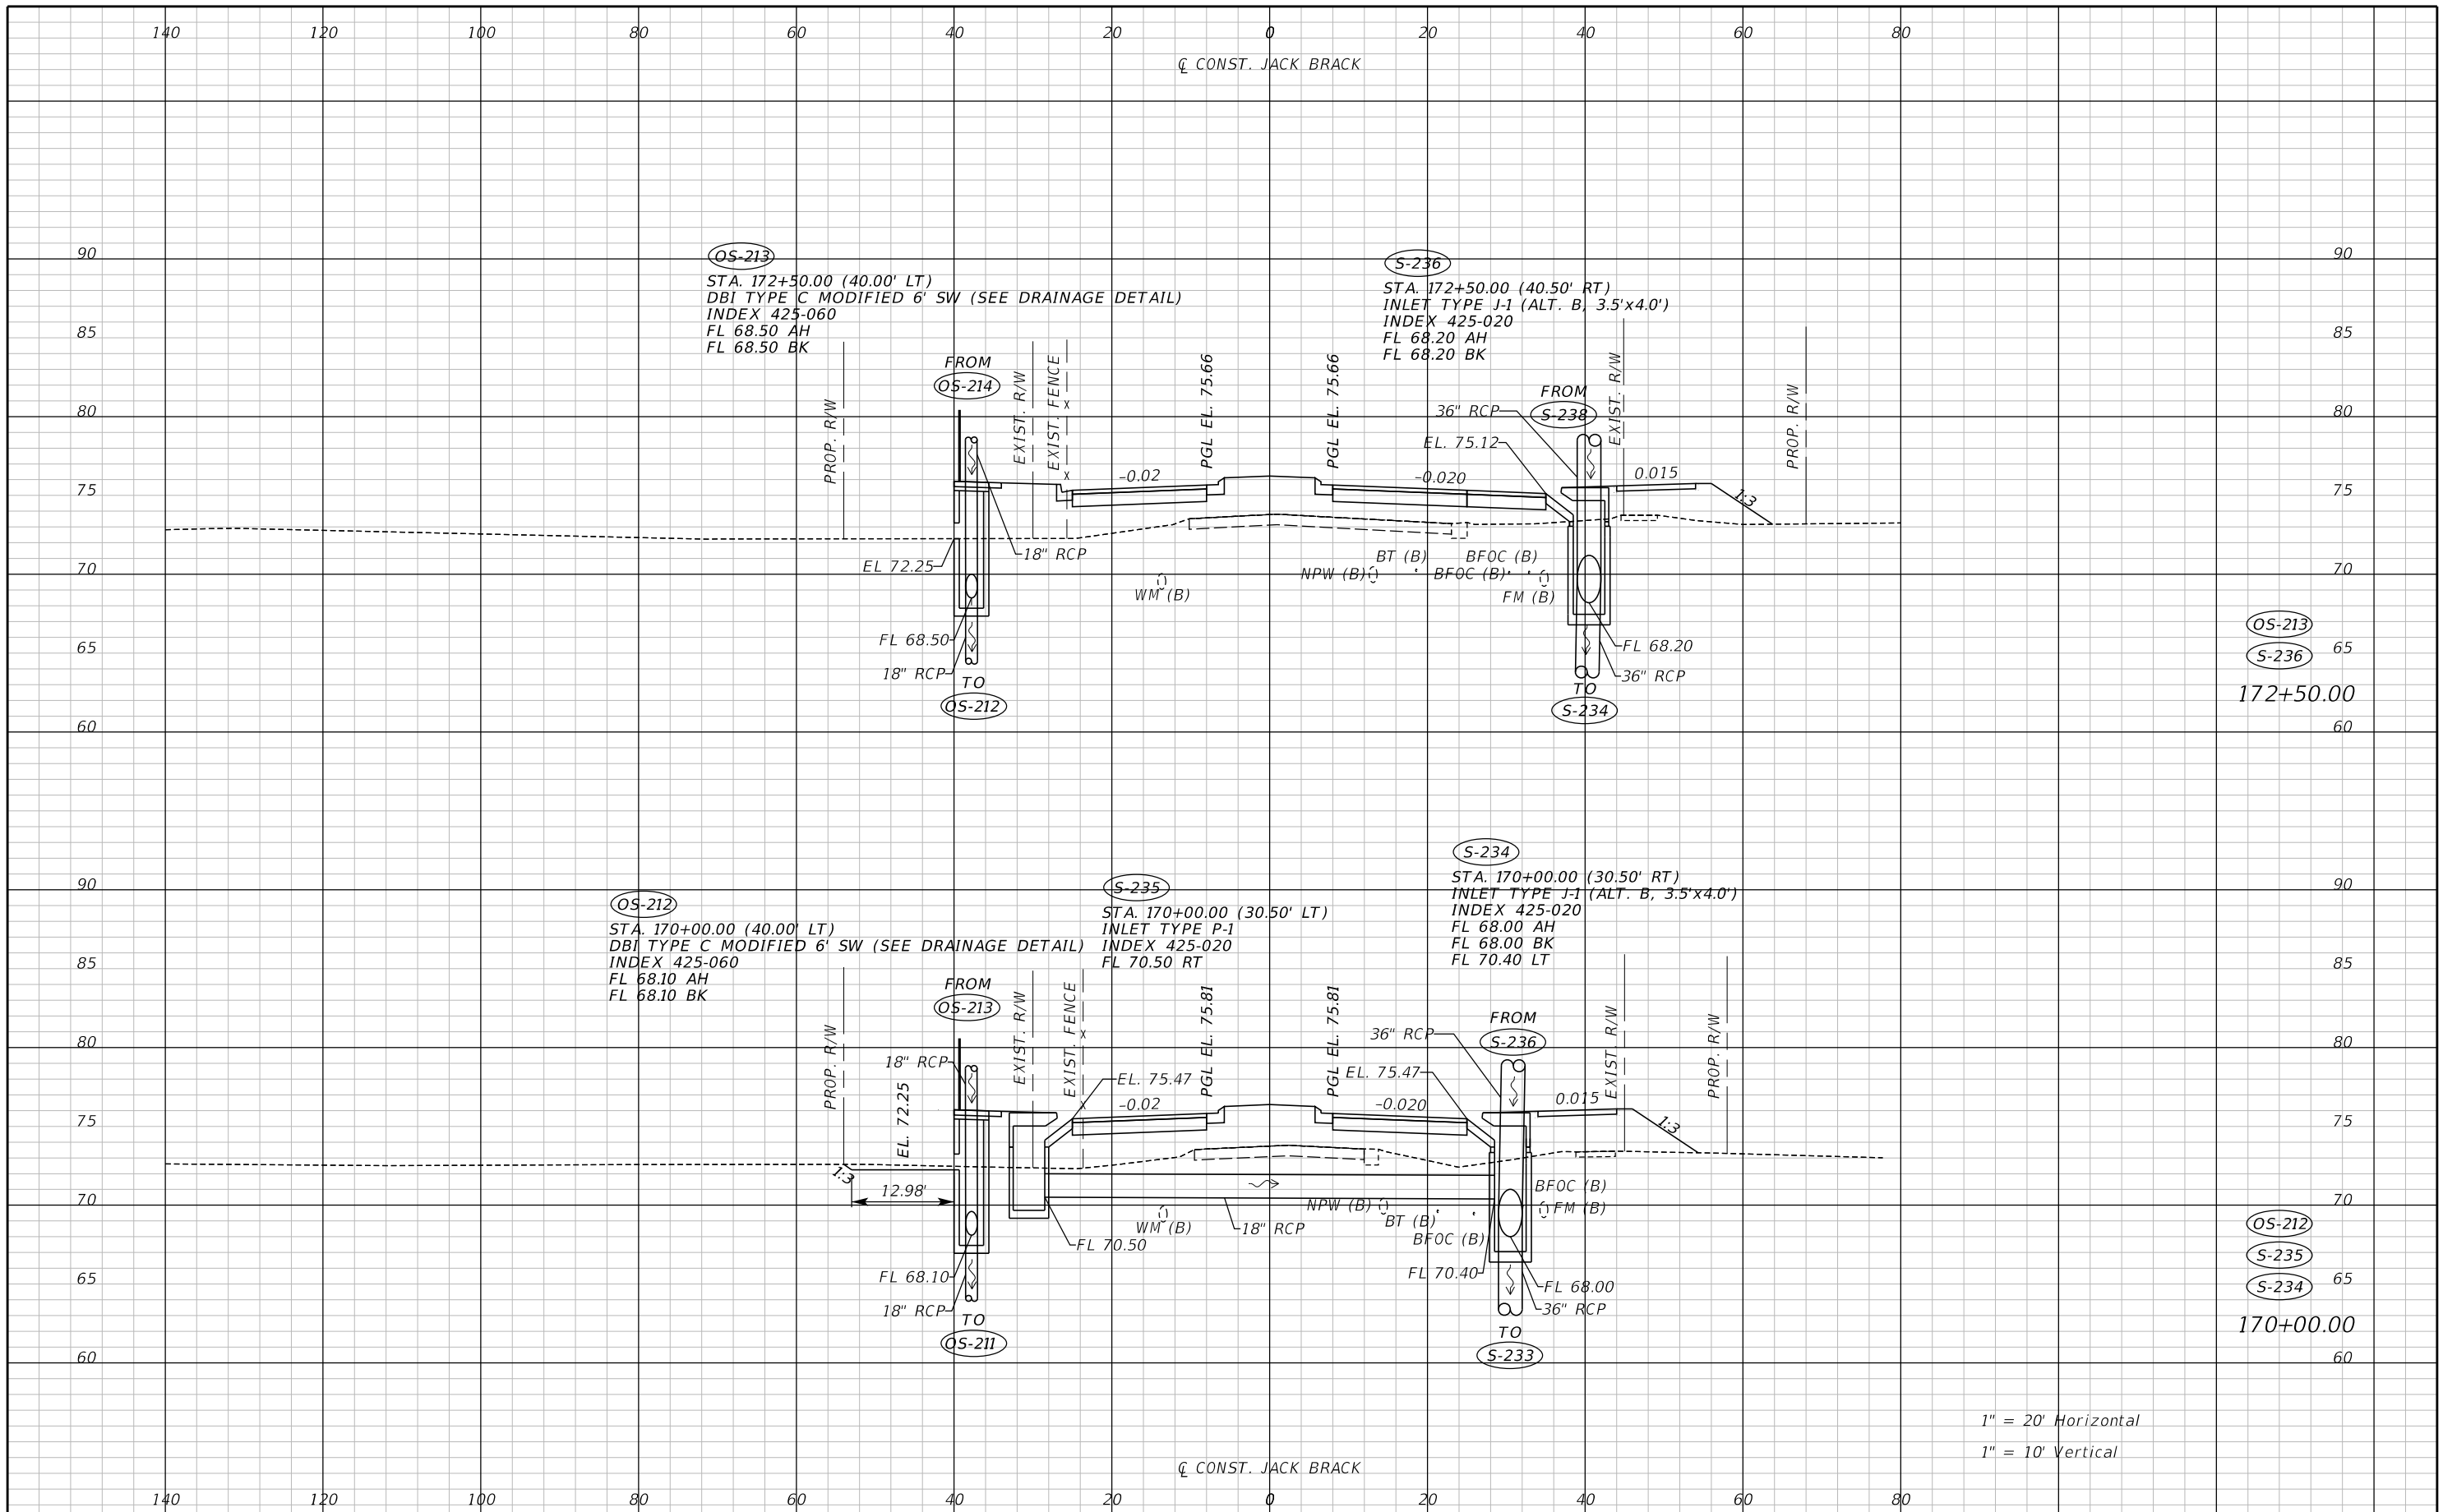 140 120 100 80 60 40 20 0 20 40 60 80
℄ CONST. JACK BRACK
90 90
85 85
80 80
75 75
70 70
65 65
60 60
OS-213
STA. 172+50.00 (40.00' LT)
DBI TYPE C MODIFIED 6' SW (SEE DRAINAGE DETAIL)
INDEX 425-060
FL 68.50 AH
FL 68.50 BK
S-236
STA. 172+50.00 (40.50' RT)
INLET TYPE J-1 (ALT. B, 3.5'x4.0')
INDEX 425-020
FL 68.20 AH
FL 68.20 BK
PROP. R/W
FROM
OS-214
EXIST. R/W
EXIST. FENCE
x
x
PGL EL. 75.66
PGL EL. 75.66
36" RCP
FROM
S-238
EL. 75.12
EXIST. R/W
PROP. R/W
-0.02
-0.020
0.015
1:3
EL 72.25
18" RCP
WM (B)
NPW (B)
BT (B)
BFOC (B)
BFOC (B)
FM (B)
FL 68.50
18" RCP
TO
OS-212
FL 68.20
36" RCP
TO
S-234
OS-213
S-236
172+50.00
90 90
85 85
80 80
75 75
70 70
65 65
60 60
OS-212
STA. 170+00.00 (40.00' LT)
DBI TYPE C MODIFIED 6' SW (SEE DRAINAGE DETAIL)
INDEX 425-060
FL 68.10 AH
FL 68.10 BK
S-235
STA. 170+00.00 (30.50' LT)
INLET TYPE P-1
INDEX 425-020
FL 70.50 RT
S-234
STA. 170+00.00 (30.50' RT)
INLET TYPE J-1 (ALT. B, 3.5'x4.0')
INDEX 425-020
FL 68.00 AH
FL 68.00 BK
FL 70.40 LT
PROP. R/W
FROM
OS-213
18" RCP
EL. 72.25
EXIST. R/W
EXIST. FENCE
x
x
EL. 75.47
PGL EL. 75.81
PGL EL. 75.81
36" RCP
FROM
S-236
EL. 75.47
EXIST. R/W
PROP. R/W
-0.02
-0.020
0.015
1:3
1:3
12.98'
WM (B)
18" RCP
NPW (B)
BT (B)
BFOC (B)
BFOC (B)
FM (B)
FL 70.50
FL 68.10
18" RCP
TO
OS-211
FL 70.40
FL 68.00
36" RCP
TO
S-233
OS-212
S-235
S-234
170+00.00
1" = 20' Horizontal
1" = 10' Vertical
℄ CONST. JACK BRACK
140 120 100 80 60 40 20 0 20 40 60 80